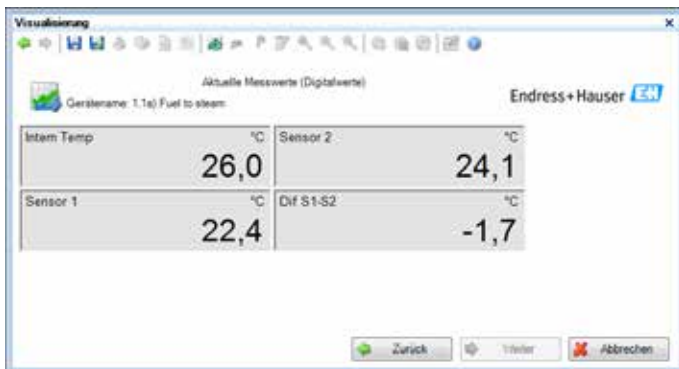 Visualisierung
Aktuelle Messwerte (Digitalwerte)
Gerätename: 1.1a) Fuel to steam
Endress+Hauser E+H
Intern Temp °C
26,0
Sensor 2 °C
24,1
Sensor 1 °C
22,4
Dif S1-S2 °C
-1,7
Zurück
Weiter
Abbrechen